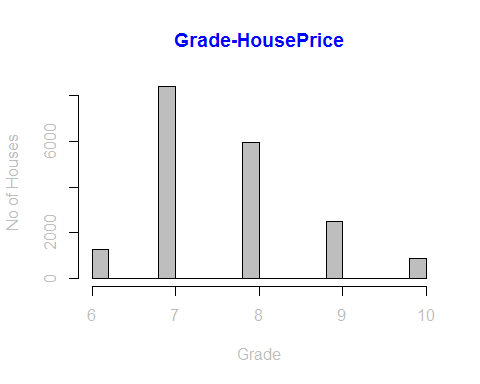 Grade-HousePrice
No of Houses
6000
2000
0
6 7 8 9 10
Grade